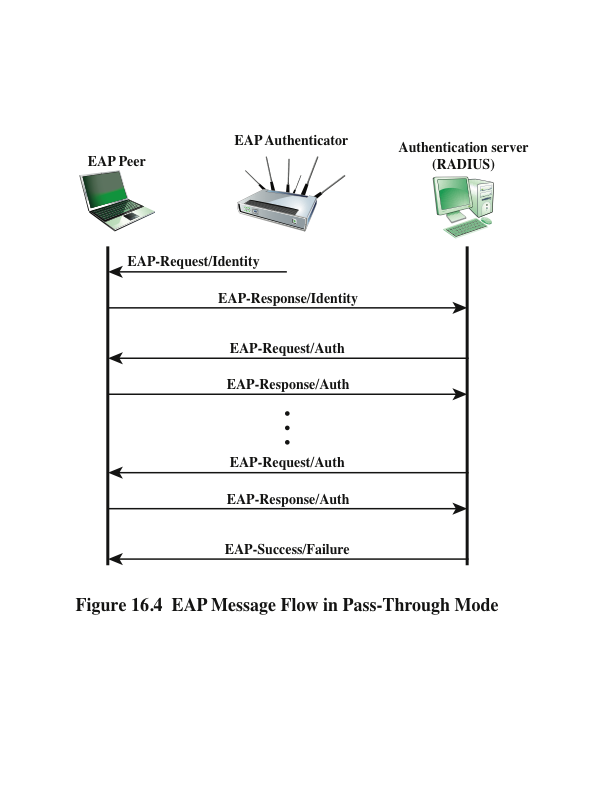 EAP Authenticator
Authentication server
(RADIUS)
EAP Peer
EAP-Request/Identity
EAP-Response/Identity
EAP-Request/Auth
EAP-Response/Auth
EAP-Request/Auth
EAP-Response/Auth
EAP-Success/Failure
Figure 16.4 EAP Message Flow in Pass-Through Mode